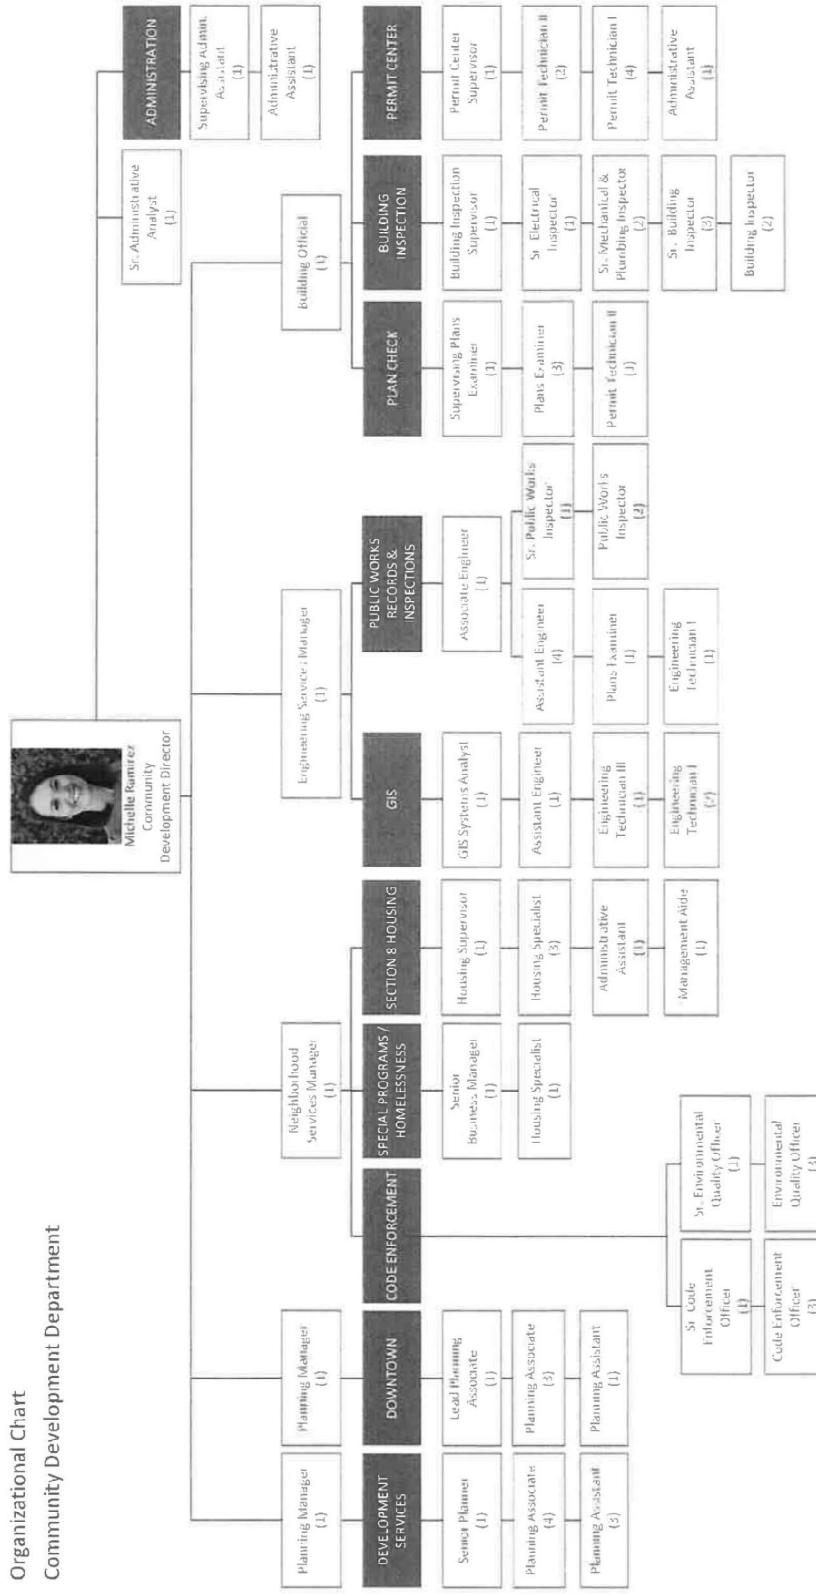 Organizational Chart
Community Development Department
Michelle Ramirez
Community
Development Director
Sr. Administrative
Analyst
(1)
ADMINISTRATION
Supervising Admin.
Assistant
(1)
Administrative
Assistant
(1)
Planning Manager
(1)
DEVELOPMENT
SERVICES
Senior Planner
(1)
Planning Associate
(4)
Planning Assistant
(3)
Planning Manager
(1)
DOWNTOWN
Lead Planning
Associate
(1)
Planning Associate
(3)
Planning Assistant
(1)
Neighborhood
Services Manager
(1)
CODE ENFORCEMENT
Sr. Code
Enforcement
Officer
(1)
Code Enforcement
Officer
(3)
Sr. Environmental
Quality Officer
(1)
Environmental
Quality Officer
(3)
SPECIAL PROGRAMS /
HOMELESSNESS
Senior
Business Manager
(1)
Housing Specialist
(1)
SECTION 8 HOUSING
Housing Supervisor
(1)
Housing Specialist
(3)
Administrative
Assistant
(1)
Management Aide
(1)
Engineering Service Manager
(1)
GIS
GIS Systems Analyst
(1)
Assistant Engineer
(1)
Engineering
Technician III
(1)
Engineering
Technician I
(2)
PUBLIC WORKS
RECORDS &
INSPECTIONS
Associate Engineer
(1)
Assistant Engineer
(4)
Plans Examiner
(1)
Engineering
Technician I
(1)
Sr. Public Works
Inspector
(1)
Public Works
Inspector
(2)
Building Official
(1)
PLAN CHECK
Supervising Plans
Examiner
(1)
Plans Examiner
(3)
Permit Technician II
(1)
BUILDING
INSPECTION
Building Inspection
Supervisor
(1)
Sr. Electrical
Inspector
(1)
Sr. Mechanical &
Plumbing Inspector
(2)
Sr. Building
Inspector
(3)
Building Inspector
(2)
PERMIT CENTER
Permit Center
Supervisor
(1)
Permit Technician II
(2)
Permit Technician I
(4)
Administrative
Assistant
(1)